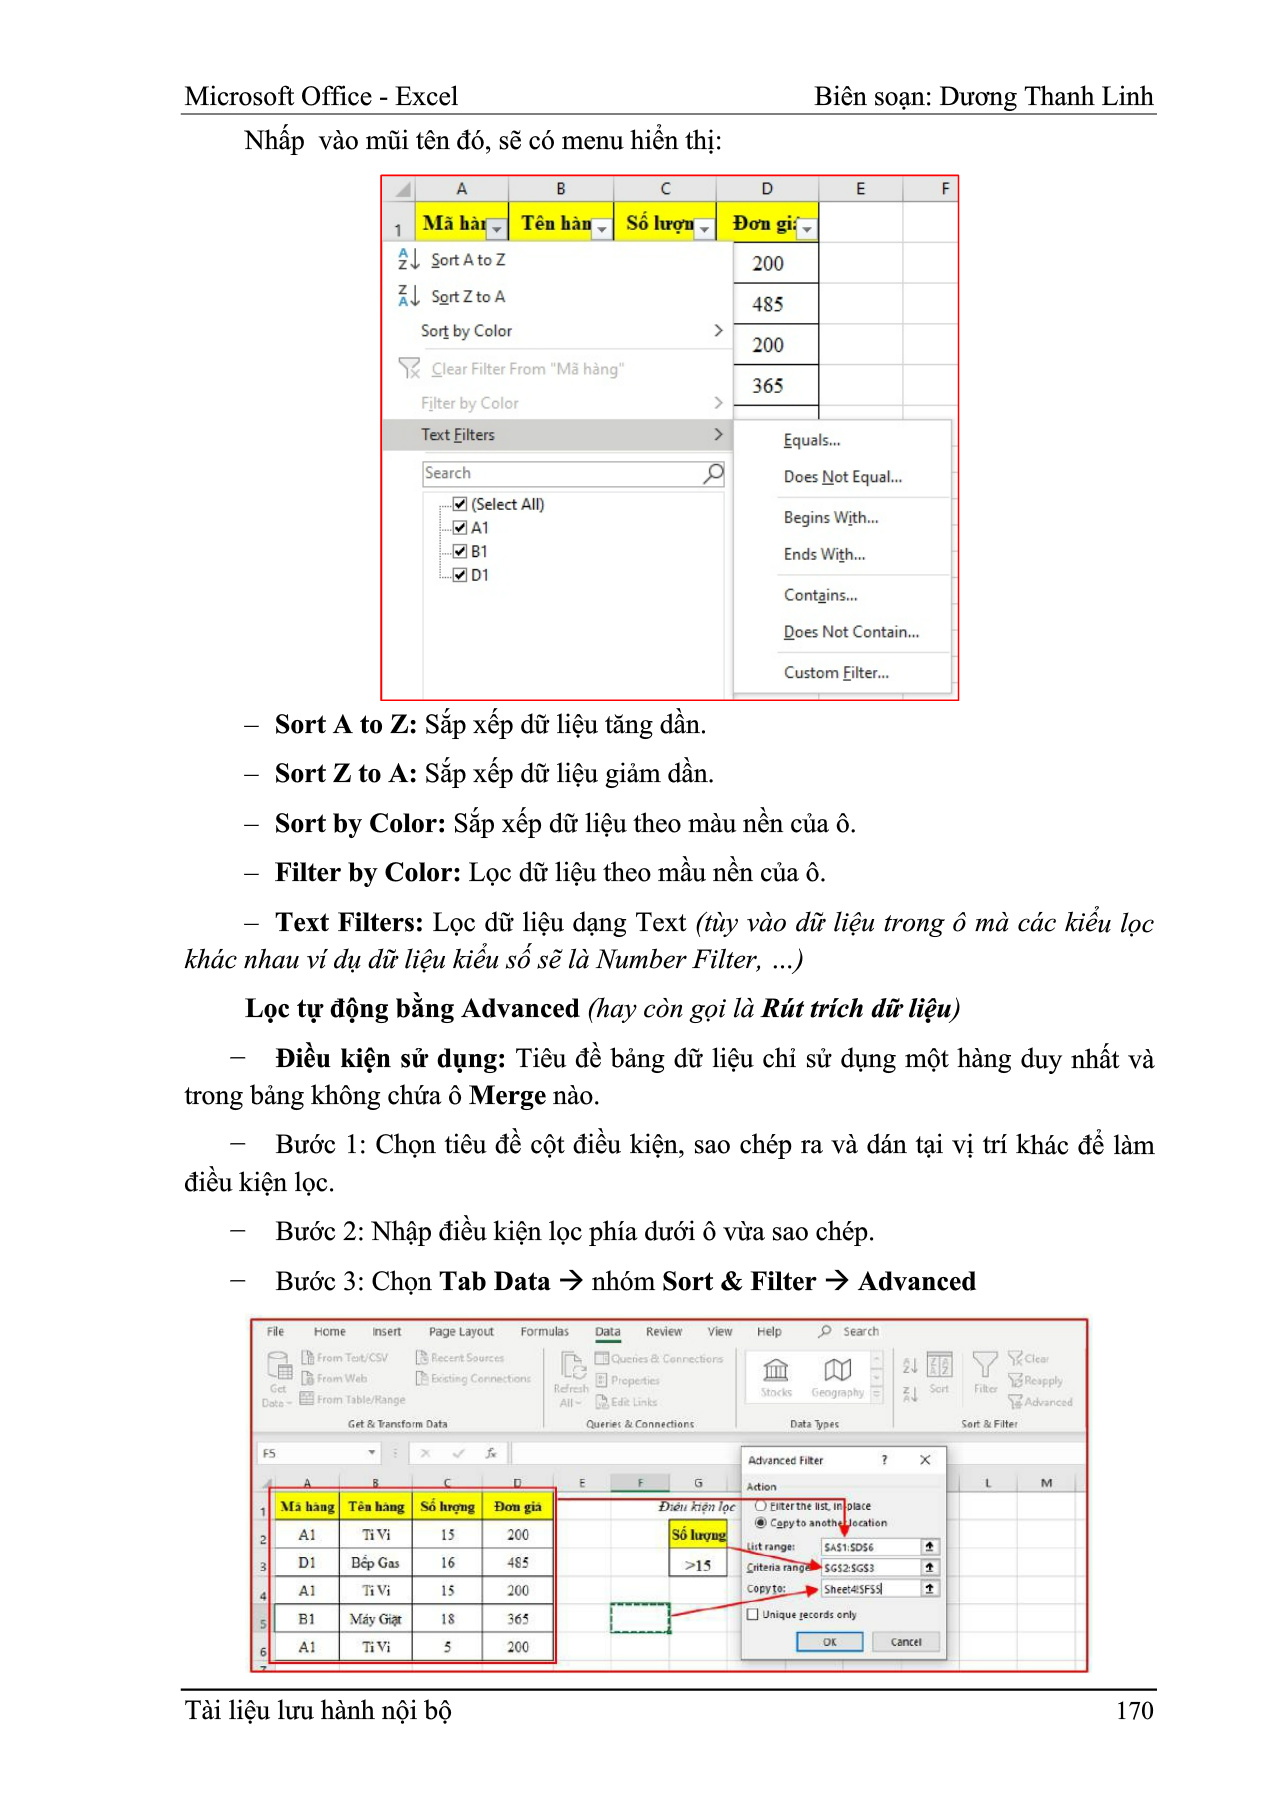 Microsoft Office - Excel Biên soạn: Dương Thanh Linh
Nhấp vào mũi tên đó, sẽ có menu hiển thị:
A B C D E F
1 Mã hàn Tên hàn Số lượn Đơn giá
Sort A to Z 200
Sort Z to A 485
Sort by Color 200
Clear Filter From "Mã hàng" 365
Filter by Color
Text Filters
Equals...
Search
Does Not Equal...
(Select All)
Begins With...
A1
B1
Ends With...
D1
Contains...
Does Not Contain...
Custom Filter...
– Sort A to Z: Sắp xếp dữ liệu tăng dần.
– Sort Z to A: Sắp xếp dữ liệu giảm dần.
– Sort by Color: Sắp xếp dữ liệu theo màu nền của ô.
– Filter by Color: Lọc dữ liệu theo mầu nền của ô.
– Text Filters: Lọc dữ liệu dạng Text (tùy vào dữ liệu trong ô mà các kiểu lọc
khác nhau ví dụ dữ liệu kiểu số sẽ là Number Filter, …)
Lọc tự động bằng Advanced (hay còn gọi là Rút trích dữ liệu)
− Điều kiện sử dụng: Tiêu đề bảng dữ liệu chỉ sử dụng một hàng duy nhất và
trong bảng không chứa ô Merge nào.
− Bước 1: Chọn tiêu đề cột điều kiện, sao chép ra và dán tại vị trí khác để làm
điều kiện lọc.
− Bước 2: Nhập điều kiện lọc phía dưới ô vừa sao chép.
− Bước 3: Chọn Tab Data → nhóm Sort & Filter → Advanced
File Home Insert Page Layout Formulas Data Review View Help Search
Get Data From Text/CSV From Web From Table/Range Recent Sources Existing Connections
Refresh All Queries & Connections Properties Edit Links
Stocks Geography Sort Filter Clear Reapply Advanced
Get & Transform Data Queries & Connections Data Types Sort & Filter
F5 fx
A B C D E F G L M
1 Mã hàng Tên hàng Số lượng Đơn giá Điều kiện lọc
2 A1 Ti Vi 15 200 Số lượng
3 D1 Bếp Gas 16 485 >15
4 A1 Ti Vi 15 200
5 B1 Máy Giặt 18 365
6 A1 Ti Vi 5 200
7
Advanced Filter ? X
Action
Filter the list, in-place
Copy to another location
List range: $A$1:$D$6
Criteria range: $G$2:$G$3
Copy to: Sheet4!$F$5
Unique records only
OK Cancel
Tài liệu lưu hành nội bộ 170